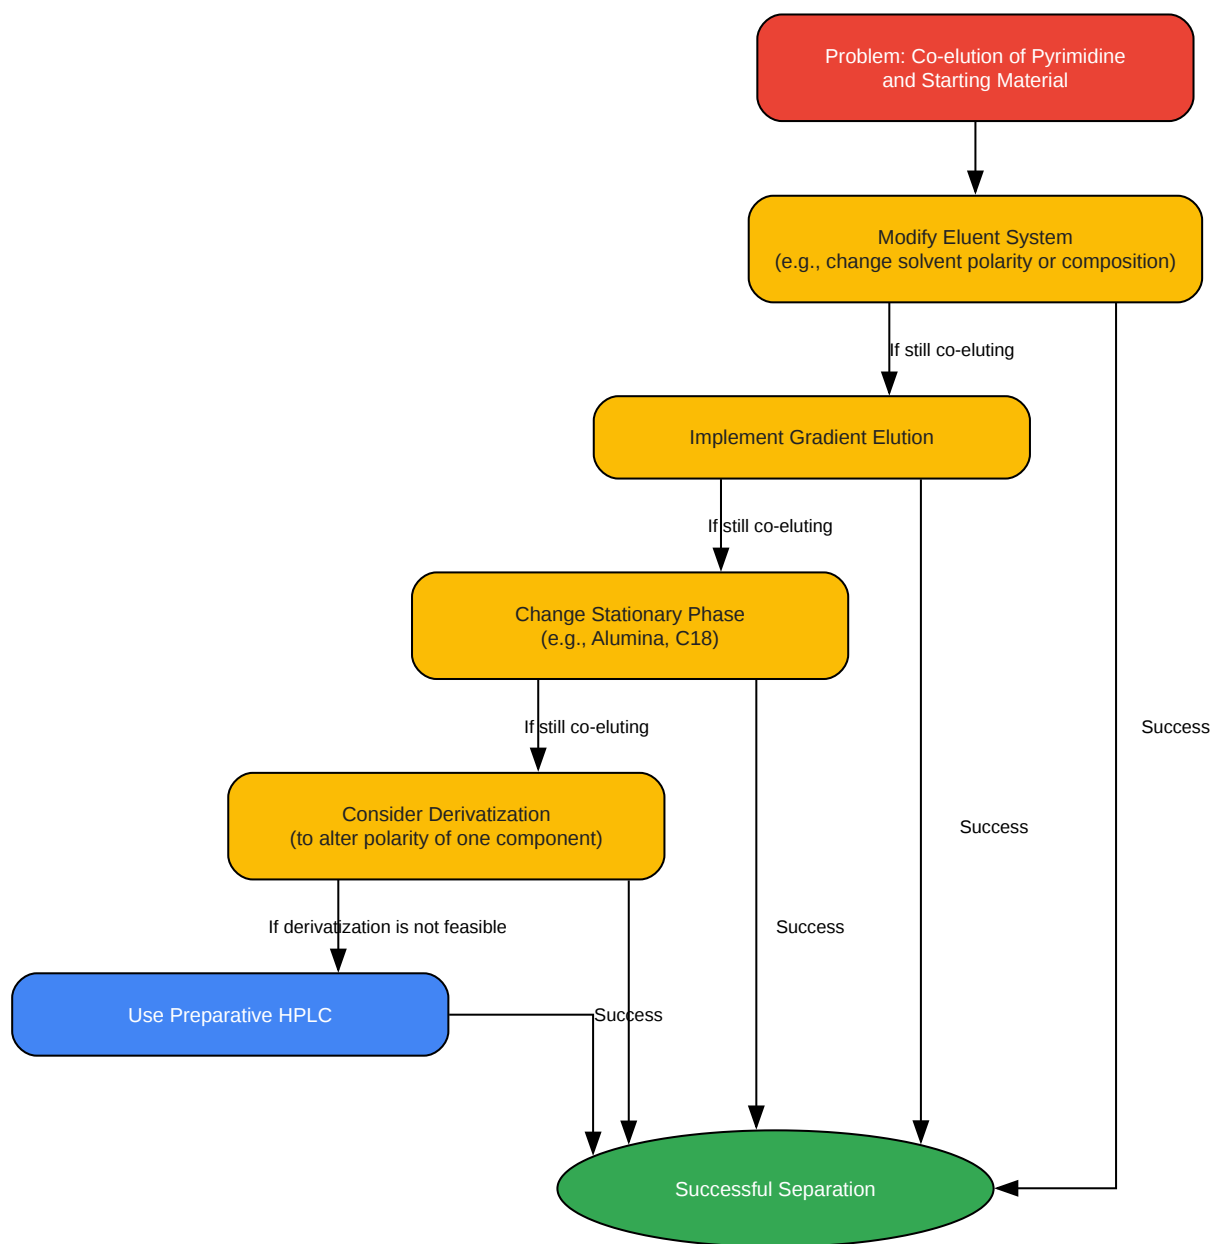 Problem: Co-elution of Pyrimidine
and Starting Material
Modify Eluent System
(e.g., change solvent polarity or composition)
If still co-eluting
Implement Gradient Elution
If still co-eluting
Change Stationary Phase
(e.g., Alumina, C18)
If still co-eluting
Success
Consider Derivatization
(to alter polarity of one component)
Success
If derivatization is not feasible
Success
Use Preparative HPLC
Success
Successful Separation